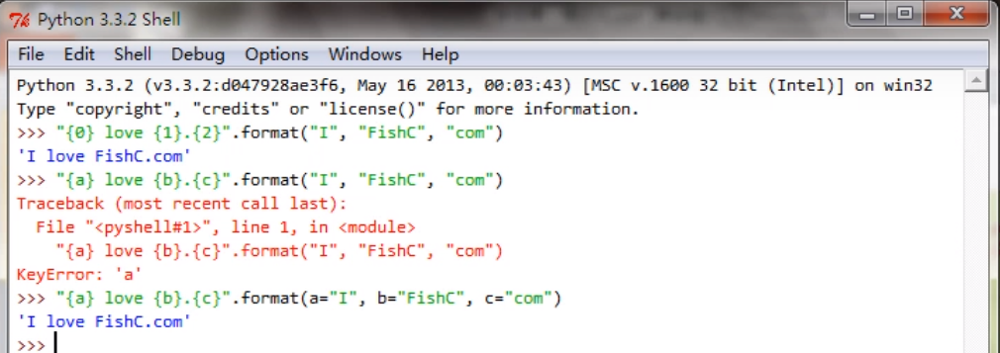 Python 3.3.2 Shell
File Edit Shell Debug Options Windows Help
Python 3.3.2 (v3.3.2:d047928ae3f6, May 16 2013, 00:03:43) [MSC v.1600 32 bit (Intel)] on win32
Type "copyright", "credits" or "license()" for more information.
>>> "{0} love {1}.{2}".format("I", "FishC", "com")
'I love FishC.com'
>>> "{a} love {b}.{c}".format("I", "FishC", "com")
Traceback (most recent call last):
  File "<pyshell#1>", line 1, in <module>
    "{a} love {b}.{c}".format("I", "FishC", "com")
KeyError: 'a'
>>> "{a} love {b}.{c}".format(a="I", b="FishC", c="com")
'I love FishC.com'
>>>